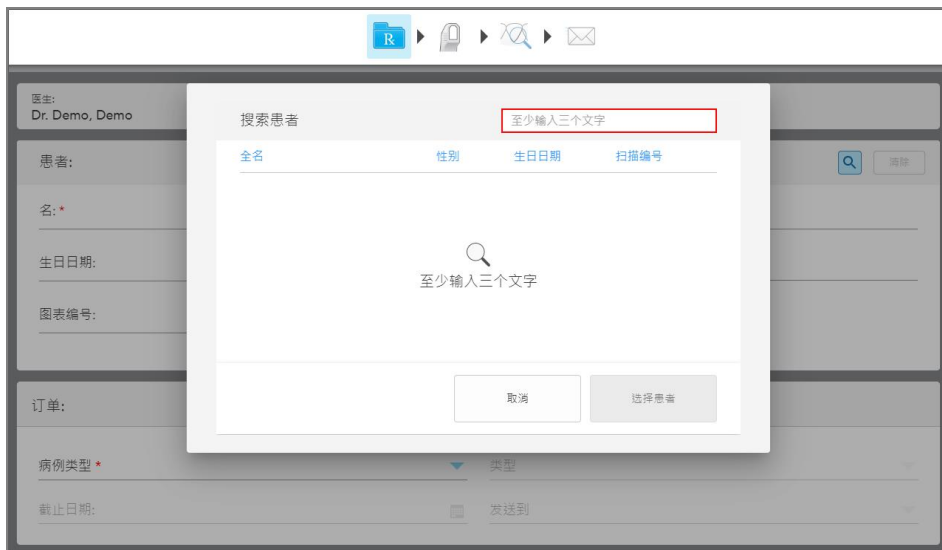 R
医生:
Dr. Demo, Demo
搜索患者
至少输入三个文字
全名 性别 生日日期 扫描编号
患者:
清除
名:*
生日日期:
至少输入三个文字
图表编号:
取消 选择患者
订单:
病例类型 * 类型
截止日期: 发送到